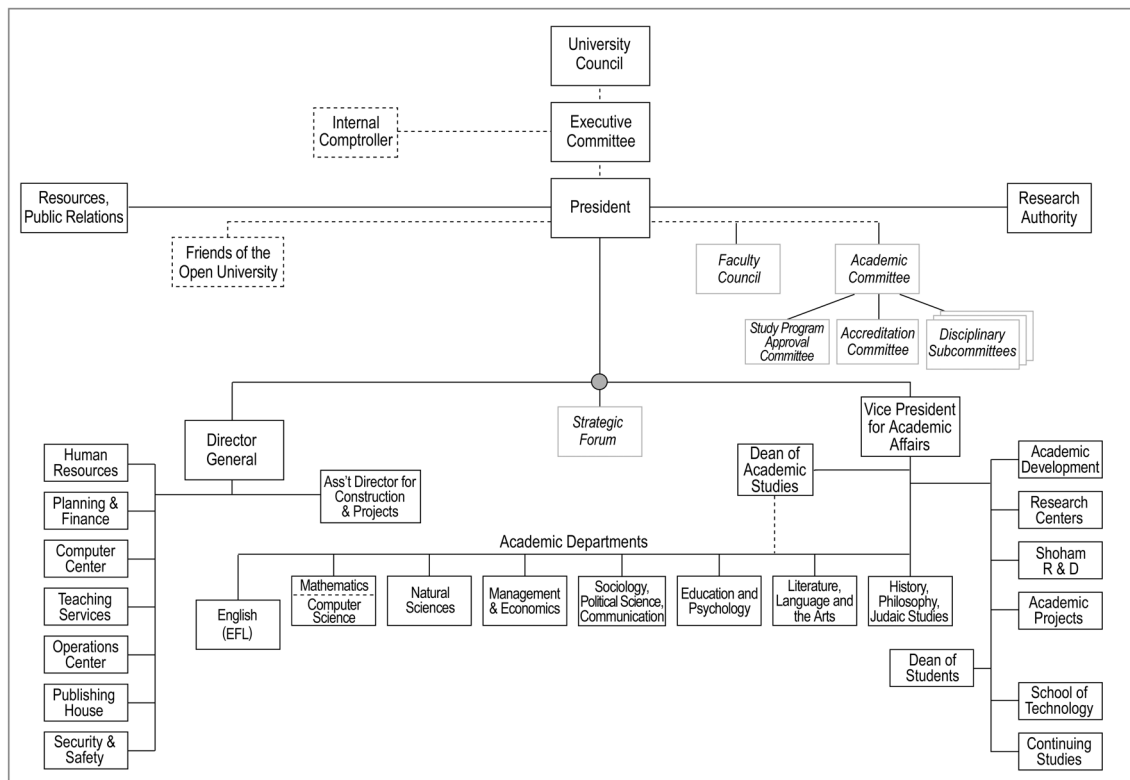 University
Council
Internal
Comptroller
Executive
Committee
Resources,
Public Relations
President
Research
Authority
Friends of the
Open University
Faculty
Council
Academic
Committee
Study Program
Approval
Committee
Accreditation
Committee
Disciplinary
Subcommittees
Strategic
Forum
Director
General
Vice President
for Academic
Affairs
Human
Resources
Planning &
Finance
Computer
Center
Teaching
Services
Operations
Center
Publishing
House
Security &
Safety
Ass't Director for
Construction
& Projects
Dean of
Academic
Studies
Academic Departments
English
(EFL)
Mathematics
Computer
Science
Natural
Sciences
Management
& Economics
Sociology,
Political Science,
Communication
Education and
Psychology
Literature,
Language and
the Arts
History,
Philosophy,
Judaic Studies
Dean of
Students
Academic
Development
Research
Centers
Shoham
R & D
Academic
Projects
School of
Technology
Continuing
Studies